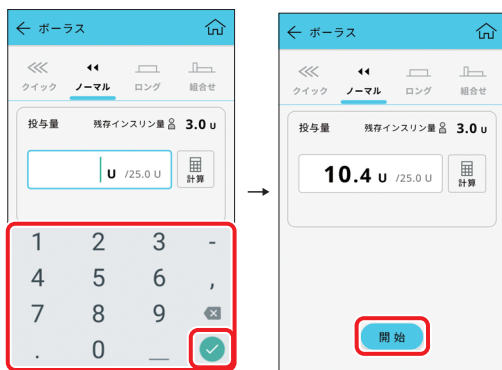 ← ボーラス
クイック ノーマル ロング 組合せ
投与量 残存インスリン量 3.0 U
U /25.0 U 計算
1 2 3 -
4 5 6 ,
7 8 9
. 0 _
→
← ボーラス
クイック ノーマル ロング 組合せ
投与量 残存インスリン量 3.0 U
10.4 U /25.0 U 計算
開始